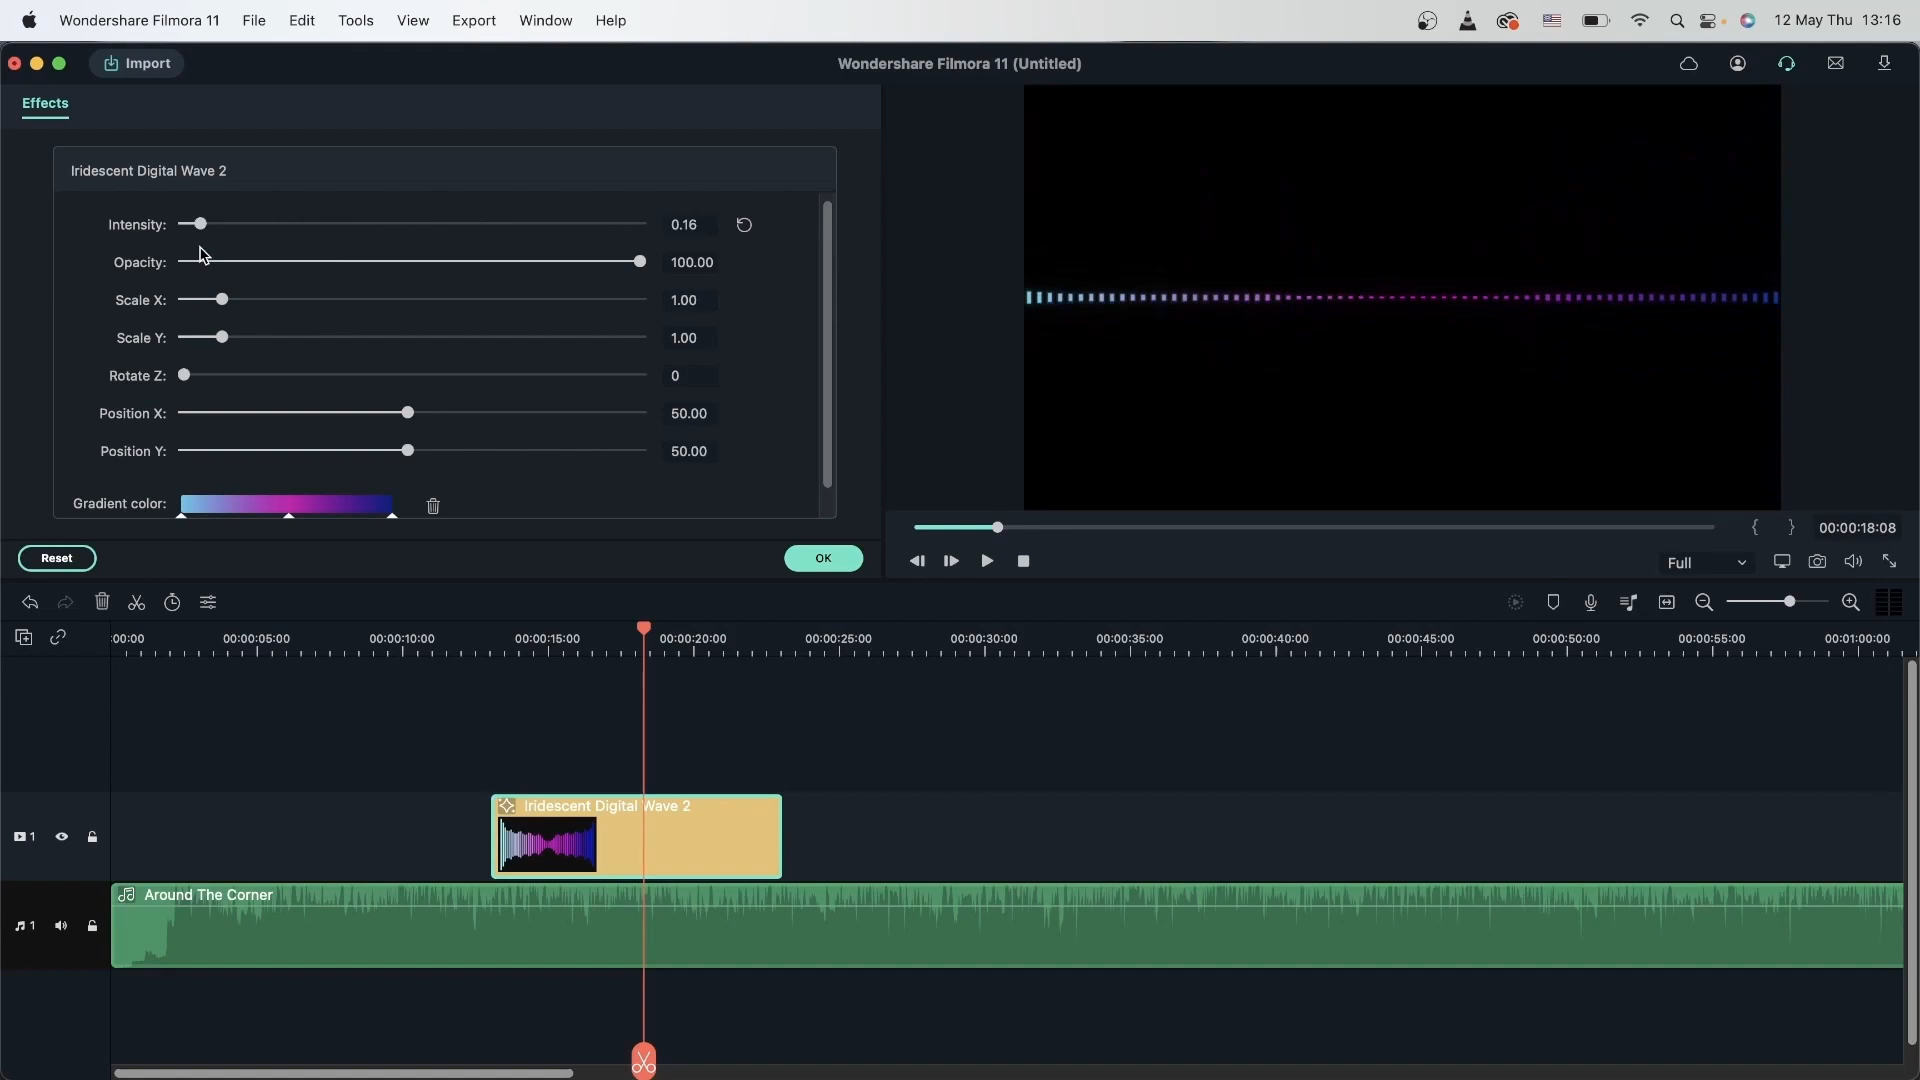 Wondershare Filmora 11 File Edit Tools View Export Window Help 12 May Thu 13:16
Import Wondershare Filmora 11 (Untitled)
Effects
Iridescent Digital Wave 2
Intensity: 0.16
Opacity: 100.00
Scale X: 1.00
Scale Y: 1.00
Rotate Z: 0
Position X: 50.00
Position Y: 50.00
Gradient color:
{ } 00:00:18:08
Reset OK
Full
:00:00 00:00:05:00 00:00:10:00 00:00:15:00 00:00:20:00 00:00:25:00 00:00:30:00 00:00:35:00 00:00:40:00 00:00:45:00 00:00:50:00 00:00:55:00 00:01:00:00
Iridescent Digital Wave 2
1
Around The Corner
1